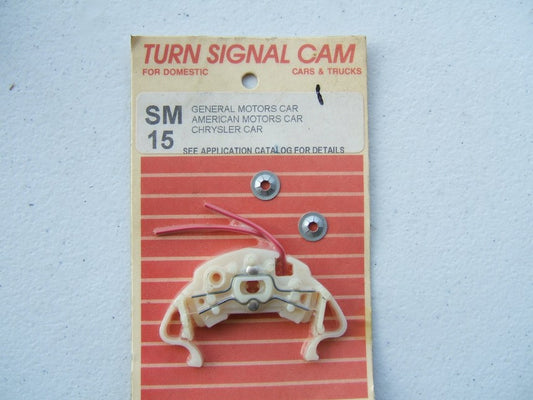 TURN SIGNAL CAM
FOR DOMESTIC CARS & TRUCKS
SM 15
GENERAL MOTORS CAR
AMERICAN MOTORS CAR
CHRYSLER CAR
SEE APPLICATION CATALOG FOR DETAILS